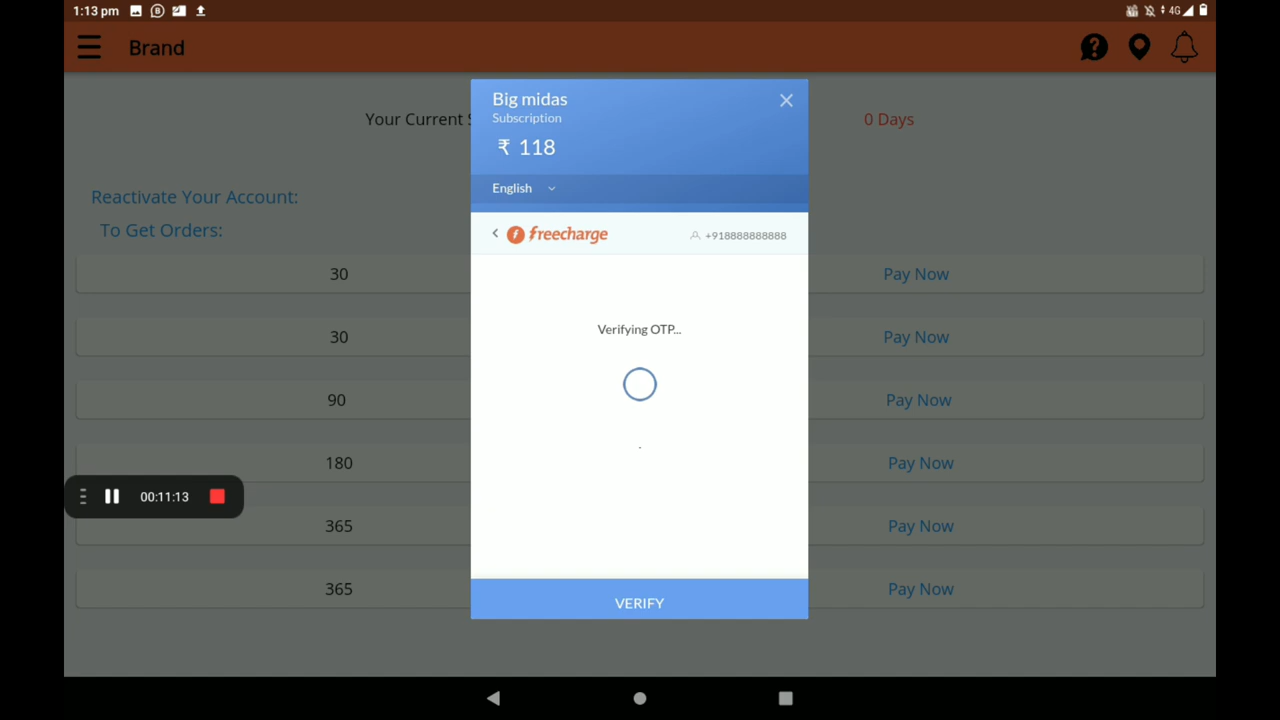 1:13 pm
4G
Brand
Your Current S
0 Days
Big midas
Subscription
₹ 118
English
freecharge
+918888888888
Reactivate Your Account:
To Get Orders:
Verifying OTP...
30 Pay Now
30 Pay Now
90 Pay Now
180 Pay Now
00:11:13
365 Pay Now
365 Pay Now
VERIFY